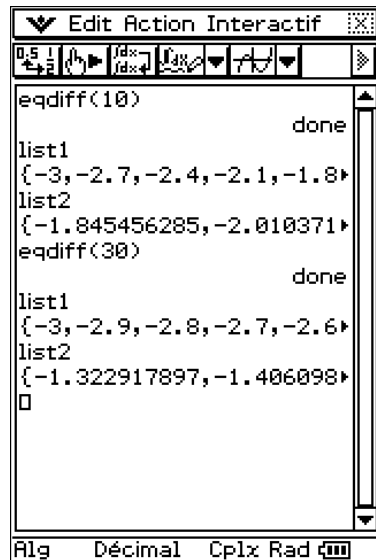 Edit Action Interactif
eqdiff(10)
done
list1
{-3,-2.7,-2.4,-2.1,-1.8
list2
{-1.845456285,-2.010371
eqdiff(30)
done
list1
{-3,-2.9,-2.8,-2.7,-2.6
list2
{-1.322917897,-1.406098
Alg Décimal Cplx Rad